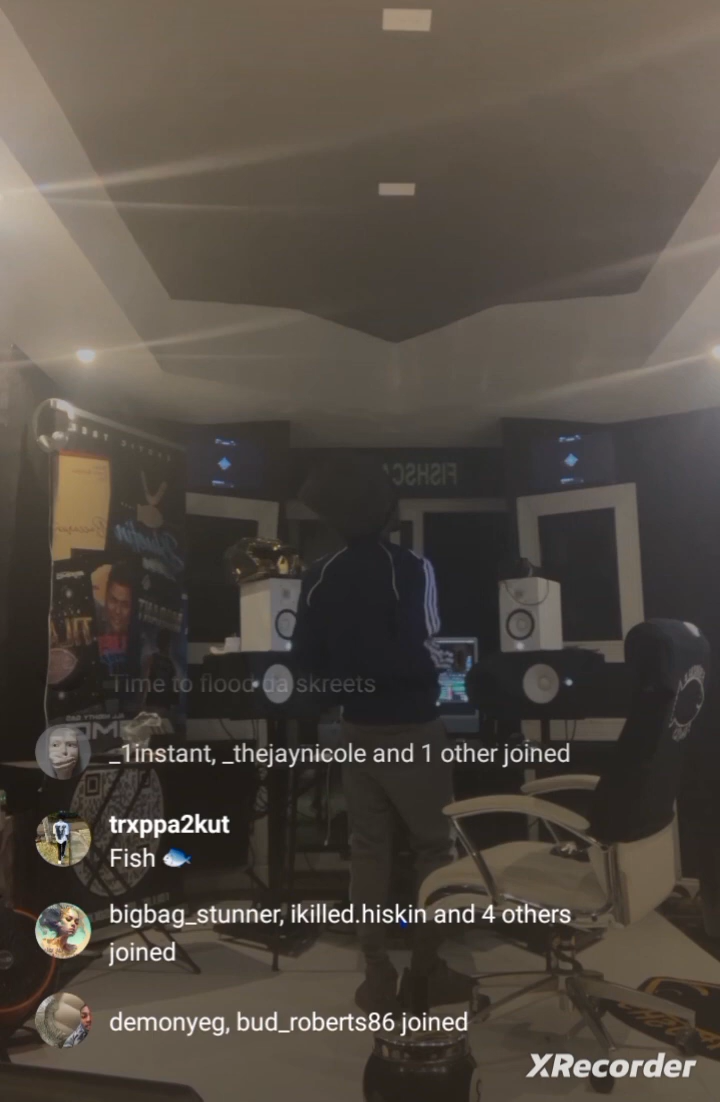 FISHSCA
Time to flood da skreets
_1instant, _thejaynicole and 1 other joined
trxppa2kut
Fish 🐟
bigbag_stunner, ikilled.hiskin and 4 others
joined
demonyeg, bud_roberts86 joined
XRecorder